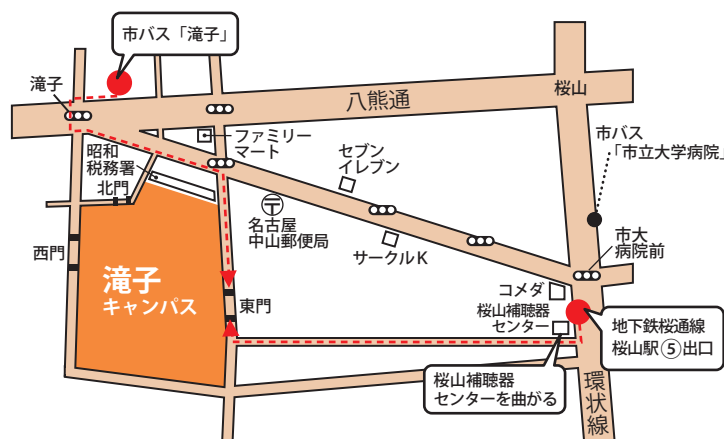 市バス「滝子」
滝子
八熊通
桜山
ファミリー
マート
昭和
税務署
北門
セブン
イレブン
市バス
「市立大学病院」
〒
名古屋
中山郵便局
サークルK
市大
病院前
西門
滝子
キャンパス
東門
コメダ
桜山補聴器
センター
地下鉄桜通線
桜山駅⑤出口
桜山補聴器
センターを曲がる
環状線